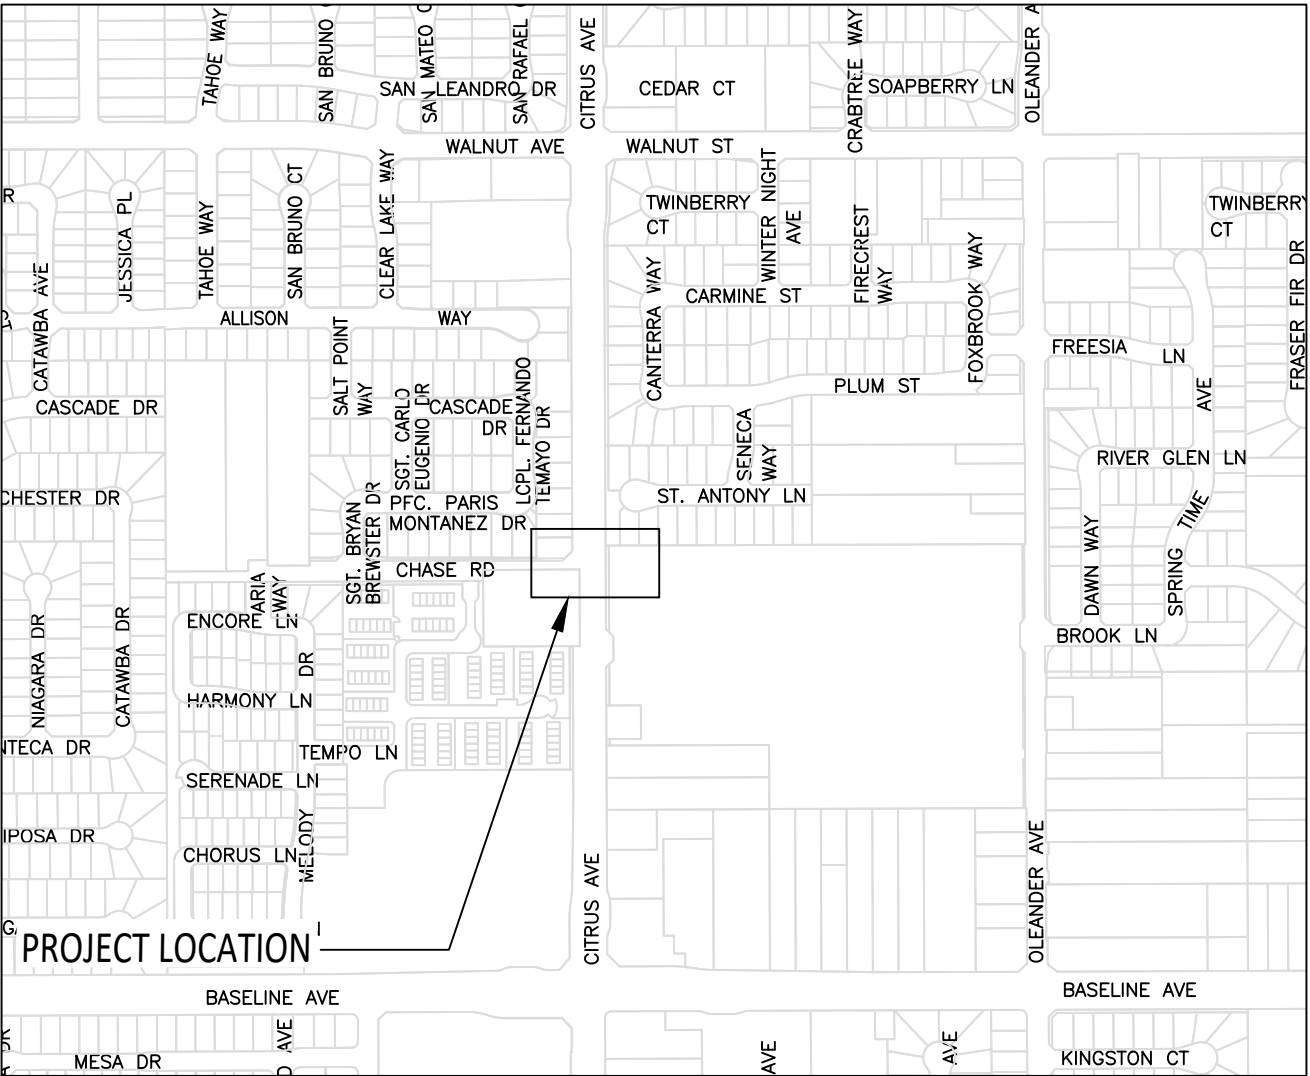 TAHOE WAY
SAN BRUNO
SAN MATEO
SAN RAFAEL
SAN LEANDRO DR
CITRUS AVE
CEDAR CT
CRABTREE WAY
SOAPBERRY LN
OLEANDER A
WALNUT AVE
WALNUT ST
JESSICA PL
TAHOE WAY
SAN BRUNO CT
CLEAR LAKE WAY
TWINBERRY
CT
WINTER NIGHT
AVE
FIRECREST
WAY
FOXBROOK WAY
TWINBERRY
CT
FRASER FIR DR
CATAWBA AVE
CANTERRA WAY
CARMINE ST
ALLISON WAY
SALT POINT
WAY
FREESIA LN
PLUM ST
AVE
CASCADE DR
SGT. CARLO
EUGENIO DR
CASCADE
DR
LCPL. FERNANDO
TEMAYO DR
SENECA
WAY
RIVER GLEN LN
CHESTER DR
SGT. BRYAN
BREWSTER DR
PFC. PARIS
MONTANEZ DR
ST. ANTONY LN
DAWN WAY
SPRING TIME
CHASE RD
ARIA
WAY
ENCORE LN
NIAGARA DR
CATAWBA DR
DR
BROOK LN
HARMONY LN
NTECA DR
TEMPO LN
SERENADE LN
IPOSA DR
CHORUS LN
MELODY
CITRUS AVE
OLEANDER AVE
PROJECT LOCATION
BASELINE AVE
BASELINE AVE
MESA DR
AVE
AVE
AVE
KINGSTON CT